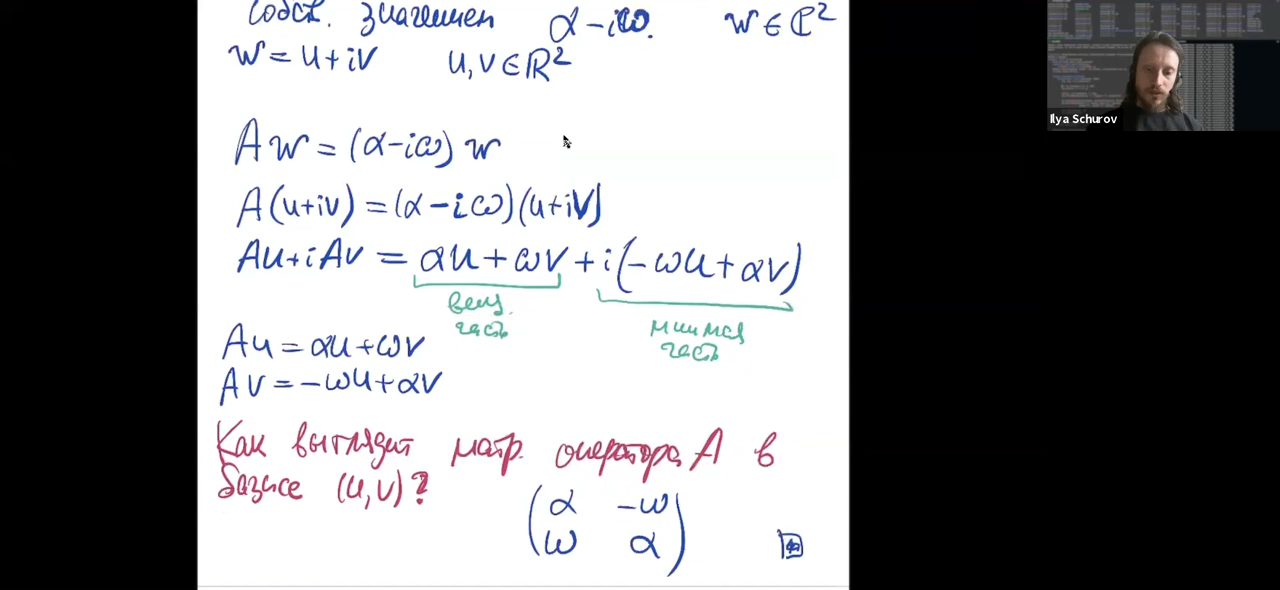 собст. значением α-iω. w∈ℂ²
w=u+iv u,v∈ℝ²
Aw=(α-iω)w
A(u+iv)=(α-iω)(u+iv)
Au+iAv=αu+ωv+i(-ωu+αv)
вещ. часть
мнимая часть
Au=αu+ωv
Av=-ωu+αv
Как выглядит матр. оператора A в
базисе (u,v)?
(α -ω
ω α)
Ilya Schurov